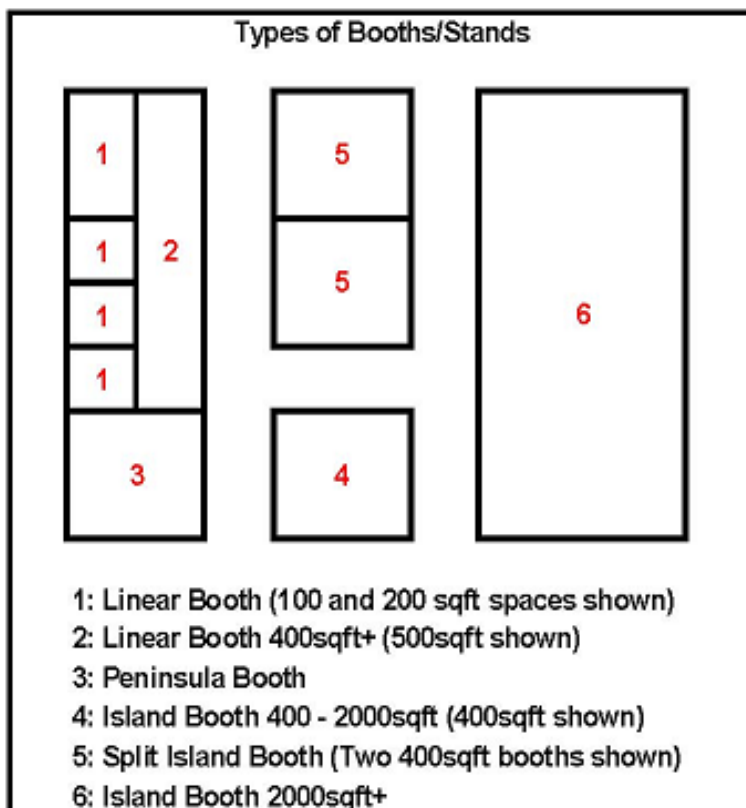 Types of Booths/Stands
1
5
1
2
5
1
6
1
3
4
1: Linear Booth (100 and 200 sqft spaces shown)
2: Linear Booth 400sqft+ (500sqft shown)
3: Peninsula Booth
4: Island Booth 400 - 2000sqft (400sqft shown)
5: Split Island Booth (Two 400sqft booths shown)
6: Island Booth 2000sqft+